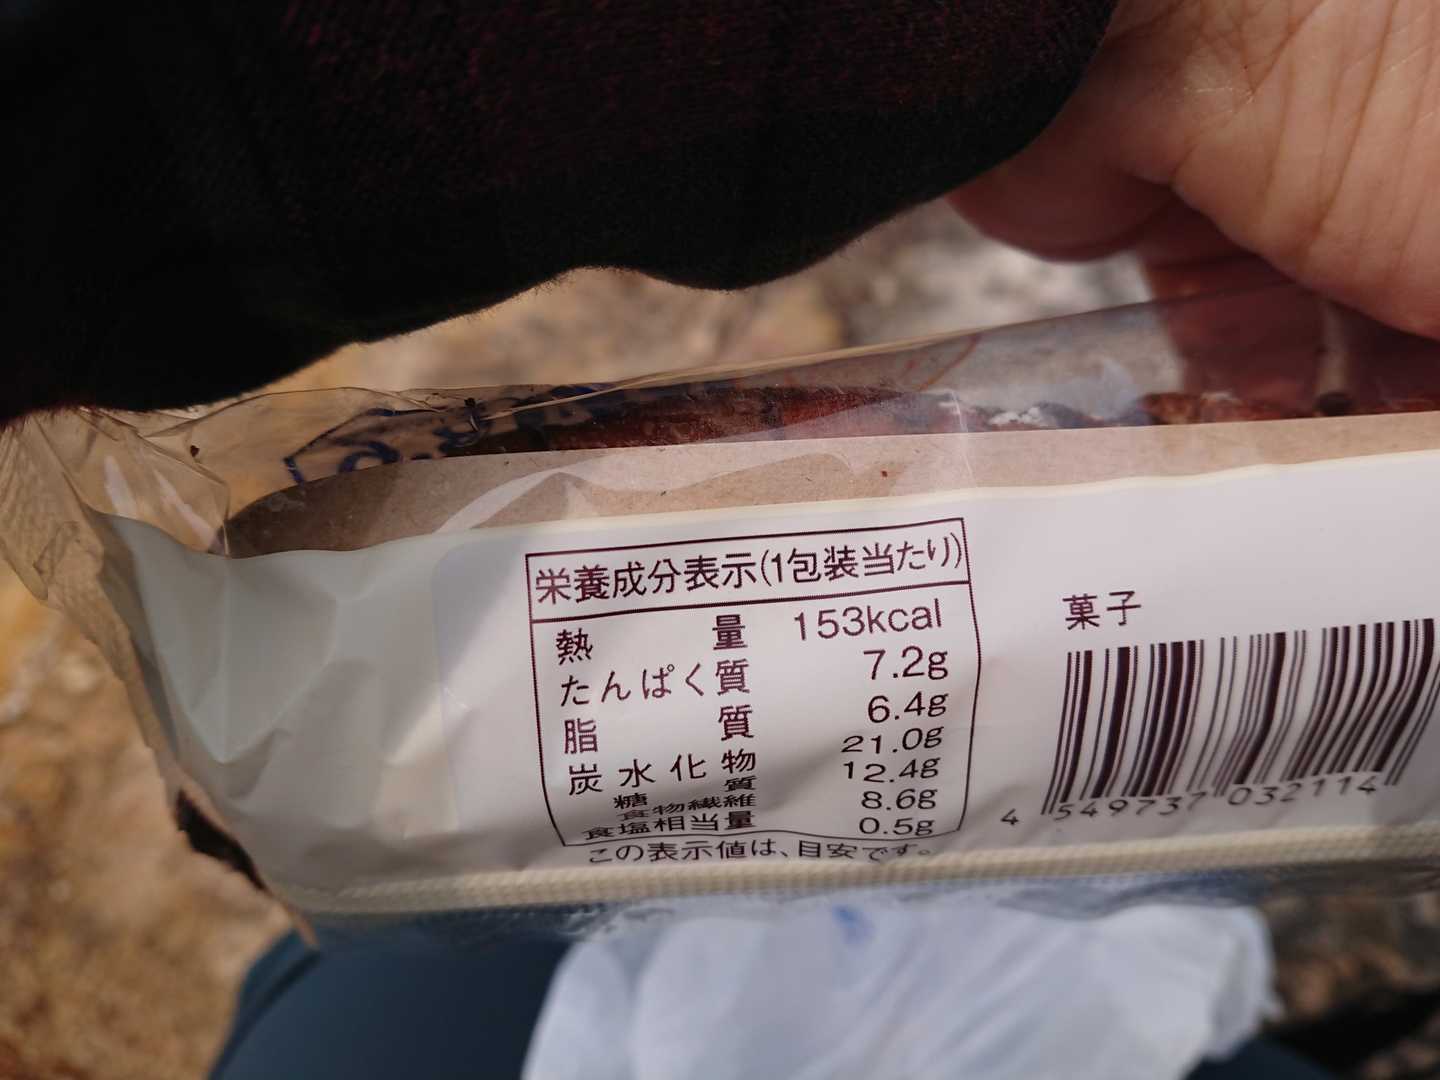 栄養成分表示(1包装当たり)
熱量 153kcal
たんぱく質 7.2g
脂質 6.4g
炭水化物 21.0g
糖質 12.4g
食物繊維 8.6g
食塩相当量 0.5g
この表示値は、目安です。
菓子
4 549737 032114